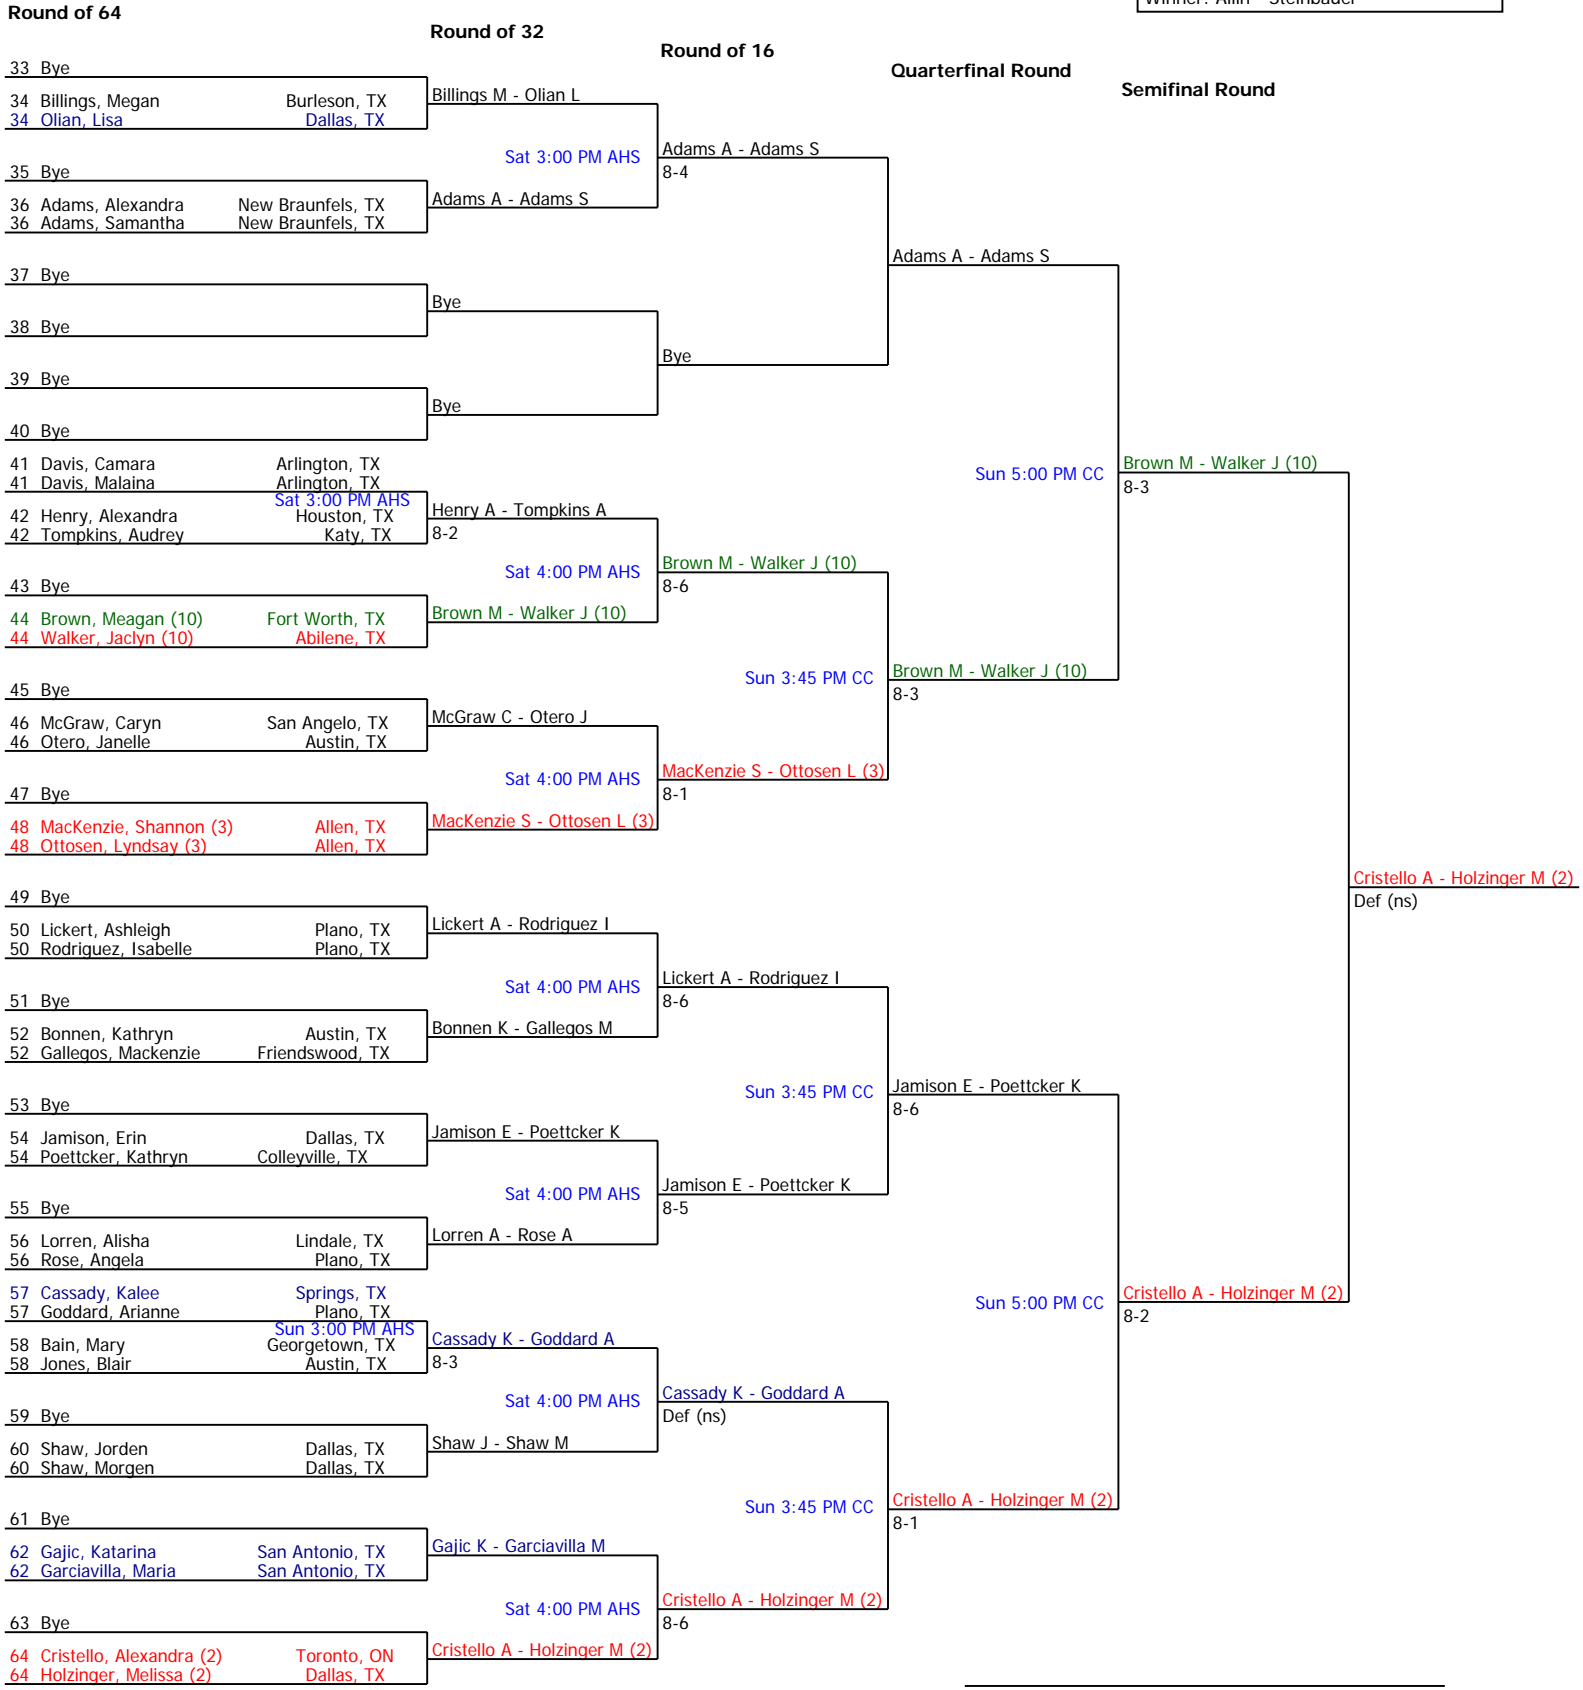 Winner: Allin - Steinbauer
Round of 64
Round of 32
Round of 16
Quarterfinal Round
Semifinal Round
33 Bye
34 Billings, Megan Burleson, TX
34 Olian, Lisa Dallas, TX
35 Bye
36 Adams, Alexandra New Braunfels, TX
36 Adams, Samantha New Braunfels, TX
37 Bye
38 Bye
39 Bye
40 Bye
41 Davis, Camara Arlington, TX
41 Davis, Malaina Arlington, TX
Sat 3:00 PM AHS
42 Henry, Alexandra Houston, TX
42 Tompkins, Audrey Katy, TX
43 Bye
44 Brown, Meagan (10) Fort Worth, TX
44 Walker, Jaclyn (10) Abilene, TX
45 Bye
46 McGraw, Caryn San Angelo, TX
46 Otero, Janelle Austin, TX
47 Bye
48 MacKenzie, Shannon (3) Allen, TX
48 Ottosen, Lyndsay (3) Allen, TX
49 Bye
50 Lickert, Ashleigh Plano, TX
50 Rodriguez, Isabelle Plano, TX
51 Bye
52 Bonnen, Kathryn Austin, TX
52 Gallegos, Mackenzie Friendswood, TX
53 Bye
54 Jamison, Erin Dallas, TX
54 Poettcker, Kathryn Colleyville, TX
55 Bye
56 Lorren, Alisha Lindale, TX
56 Rose, Angela Plano, TX
57 Cassady, Kalee Springs, TX
57 Goddard, Arianne Plano, TX
Sun 3:00 PM AHS
58 Bain, Mary Georgetown, TX
58 Jones, Blair Austin, TX
59 Bye
60 Shaw, Jorden Dallas, TX
60 Shaw, Morgen Dallas, TX
61 Bye
62 Gajic, Katarina San Antonio, TX
62 Garciavilla, Maria San Antonio, TX
63 Bye
64 Cristello, Alexandra (2) Toronto, ON
64 Holzinger, Melissa (2) Dallas, TX
Billings M - Olian L
Sat 3:00 PM AHS
Adams A - Adams S
Bye
Bye
Henry A - Tompkins A
8-2
Sat 4:00 PM AHS
Brown M - Walker J (10)
McGraw C - Otero J
Sat 4:00 PM AHS
MacKenzie S - Ottosen L (3)
Lickert A - Rodriguez I
Sat 4:00 PM AHS
Bonnen K - Gallegos M
Jamison E - Poettcker K
Sat 4:00 PM AHS
Lorren A - Rose A
Cassady K - Goddard A
8-3
Sat 4:00 PM AHS
Shaw J - Shaw M
Gajic K - Garciavilla M
Sat 4:00 PM AHS
Cristello A - Holzinger M (2)
Adams A - Adams S
8-4
Bye
Brown M - Walker J (10)
8-6
Sun 3:45 PM CC
MacKenzie S - Ottosen L (3)
8-1
Lickert A - Rodriguez I
8-6
Sun 3:45 PM CC
Jamison E - Poettcker K
8-5
Cassady K - Goddard A
Def (ns)
Sun 3:45 PM CC
Cristello A - Holzinger M (2)
8-6
Adams A - Adams S
Sun 5:00 PM CC
Brown M - Walker J (10)
8-3
Jamison E - Poettcker K
8-6
Sun 5:00 PM CC
Cristello A - Holzinger M (2)
8-1
Brown M - Walker J (10)
8-3
Cristello A - Holzinger M (2)
8-2
Cristello A - Holzinger M (2)
Def (ns)